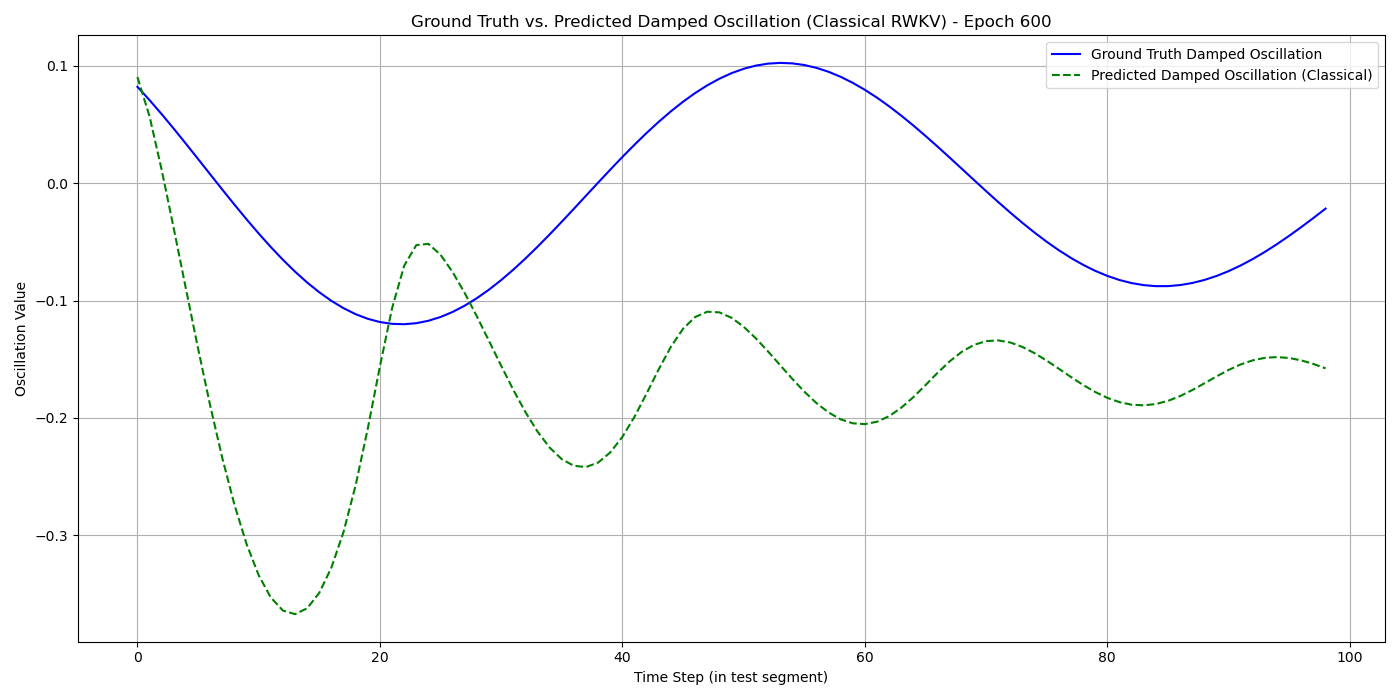 Ground Truth vs. Predicted Damped Oscillation (Classical RWKV) - Epoch 600
Ground Truth Damped Oscillation
Predicted Damped Oscillation (Classical)
Oscillation Value
0.1
0.0
−0.1
−0.2
−0.3
0 20 40 60 80 100
Time Step (in test segment)